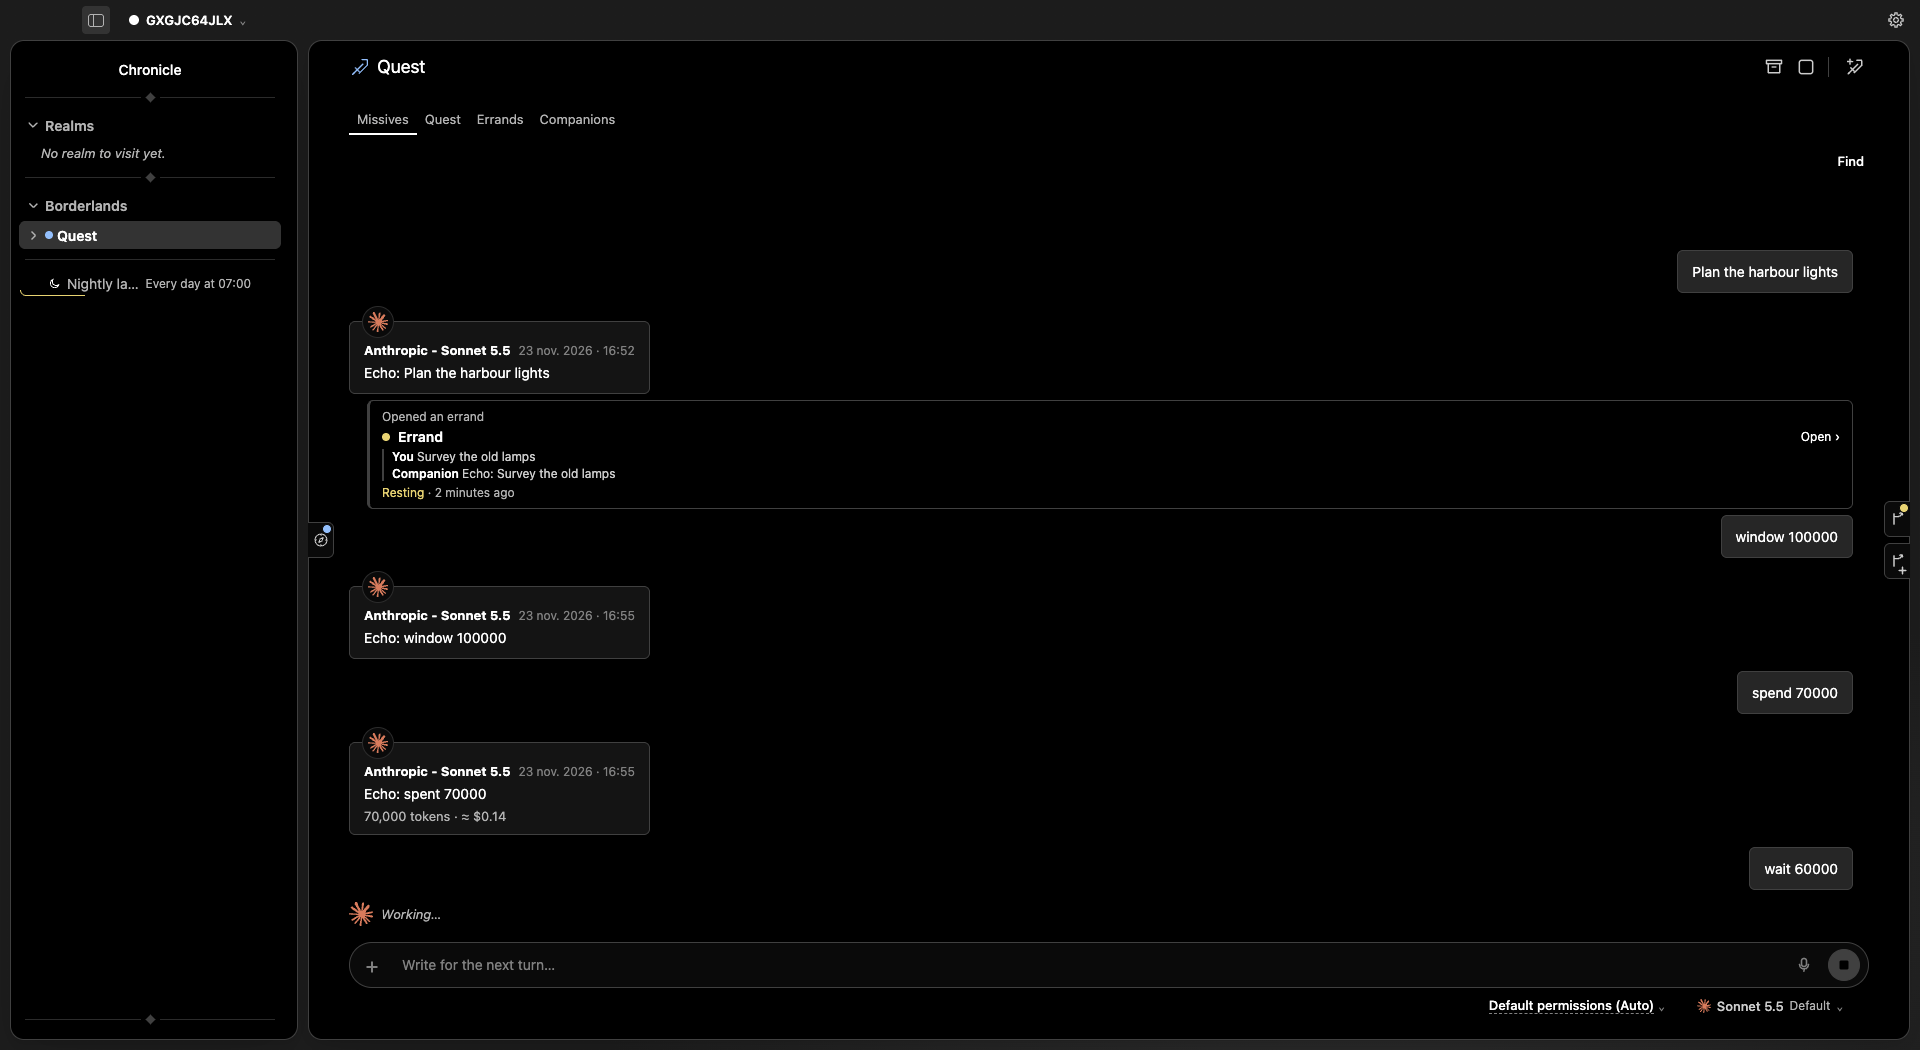 GXGJC64JLX
Chronicle
Realms
No realm to visit yet.
Borderlands
Quest
Nightly la... Every day at 07:00
Quest
Missives Quest Errands Companions
Find
Plan the harbour lights
Anthropic - Sonnet 5.5 23 nov. 2026 · 16:52
Echo: Plan the harbour lights
Opened an errand
Errand
Open ›
You Survey the old lamps
Companion Echo: Survey the old lamps
Resting · 2 minutes ago
window 100000
Anthropic - Sonnet 5.5 23 nov. 2026 · 16:55
Echo: window 100000
spend 70000
Anthropic - Sonnet 5.5 23 nov. 2026 · 16:55
Echo: spent 70000
70,000 tokens · ≈ $0.14
wait 60000
Working...
Write for the next turn...
Default permissions (Auto)
Sonnet 5.5 Default